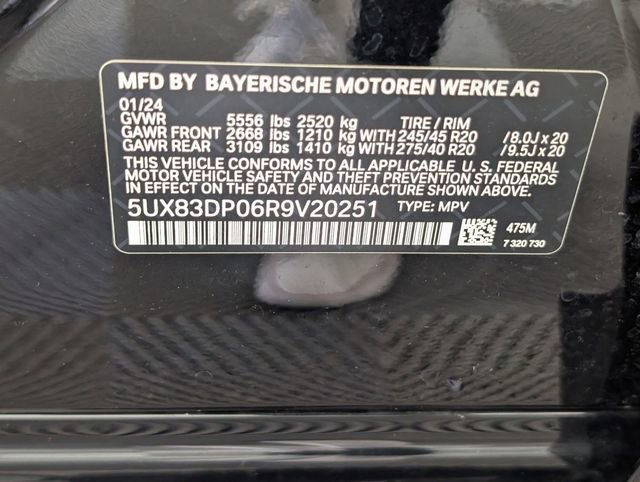 MFD BY BAYERISCHE MOTOREN WERKE AG
01/24
GVWR 5556 lbs 2520 kg TIRE / RIM
GAWR FRONT 2668 lbs 1210 kg WITH 245/45 R20 / 8.0J x 20
GAWR REAR 3109 lbs 1410 kg WITH 275/40 R20 / 9.5J x 20
THIS VEHICLE CONFORMS TO ALL APPLICABLE U. S. FEDERAL
MOTOR VEHICLE SAFETY AND THEFT PREVENTION STANDARDS
IN EFFECT ON THE DATE OF MANUFACTURE SHOWN ABOVE.
5UX83DP06R9V20251 TYPE: MPV
475M
7 320 730